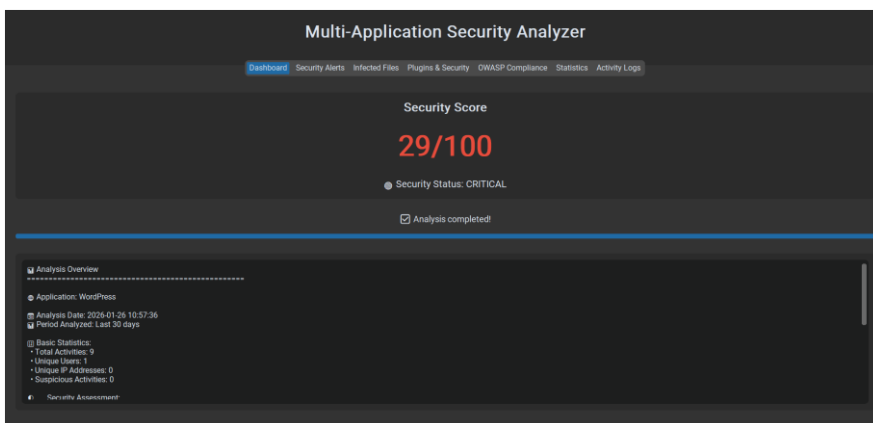 Multi-Application Security Analyzer
Dashboard Security Alerts Infected Files Plugins & Security OWASP Compliance Statistics Activity Logs
Security Score
29/100
Security Status: CRITICAL
Analysis completed!
Analysis Overview
==================================================
Application: WordPress
Analysis Date: 2026-01-26 10:57:36
Period Analyzed: Last 30 days
Basic Statistics:
• Total Activities: 9
• Unique Users: 1
• Unique IP Addresses: 0
• Suspicious Activities: 0
Security Assessment: